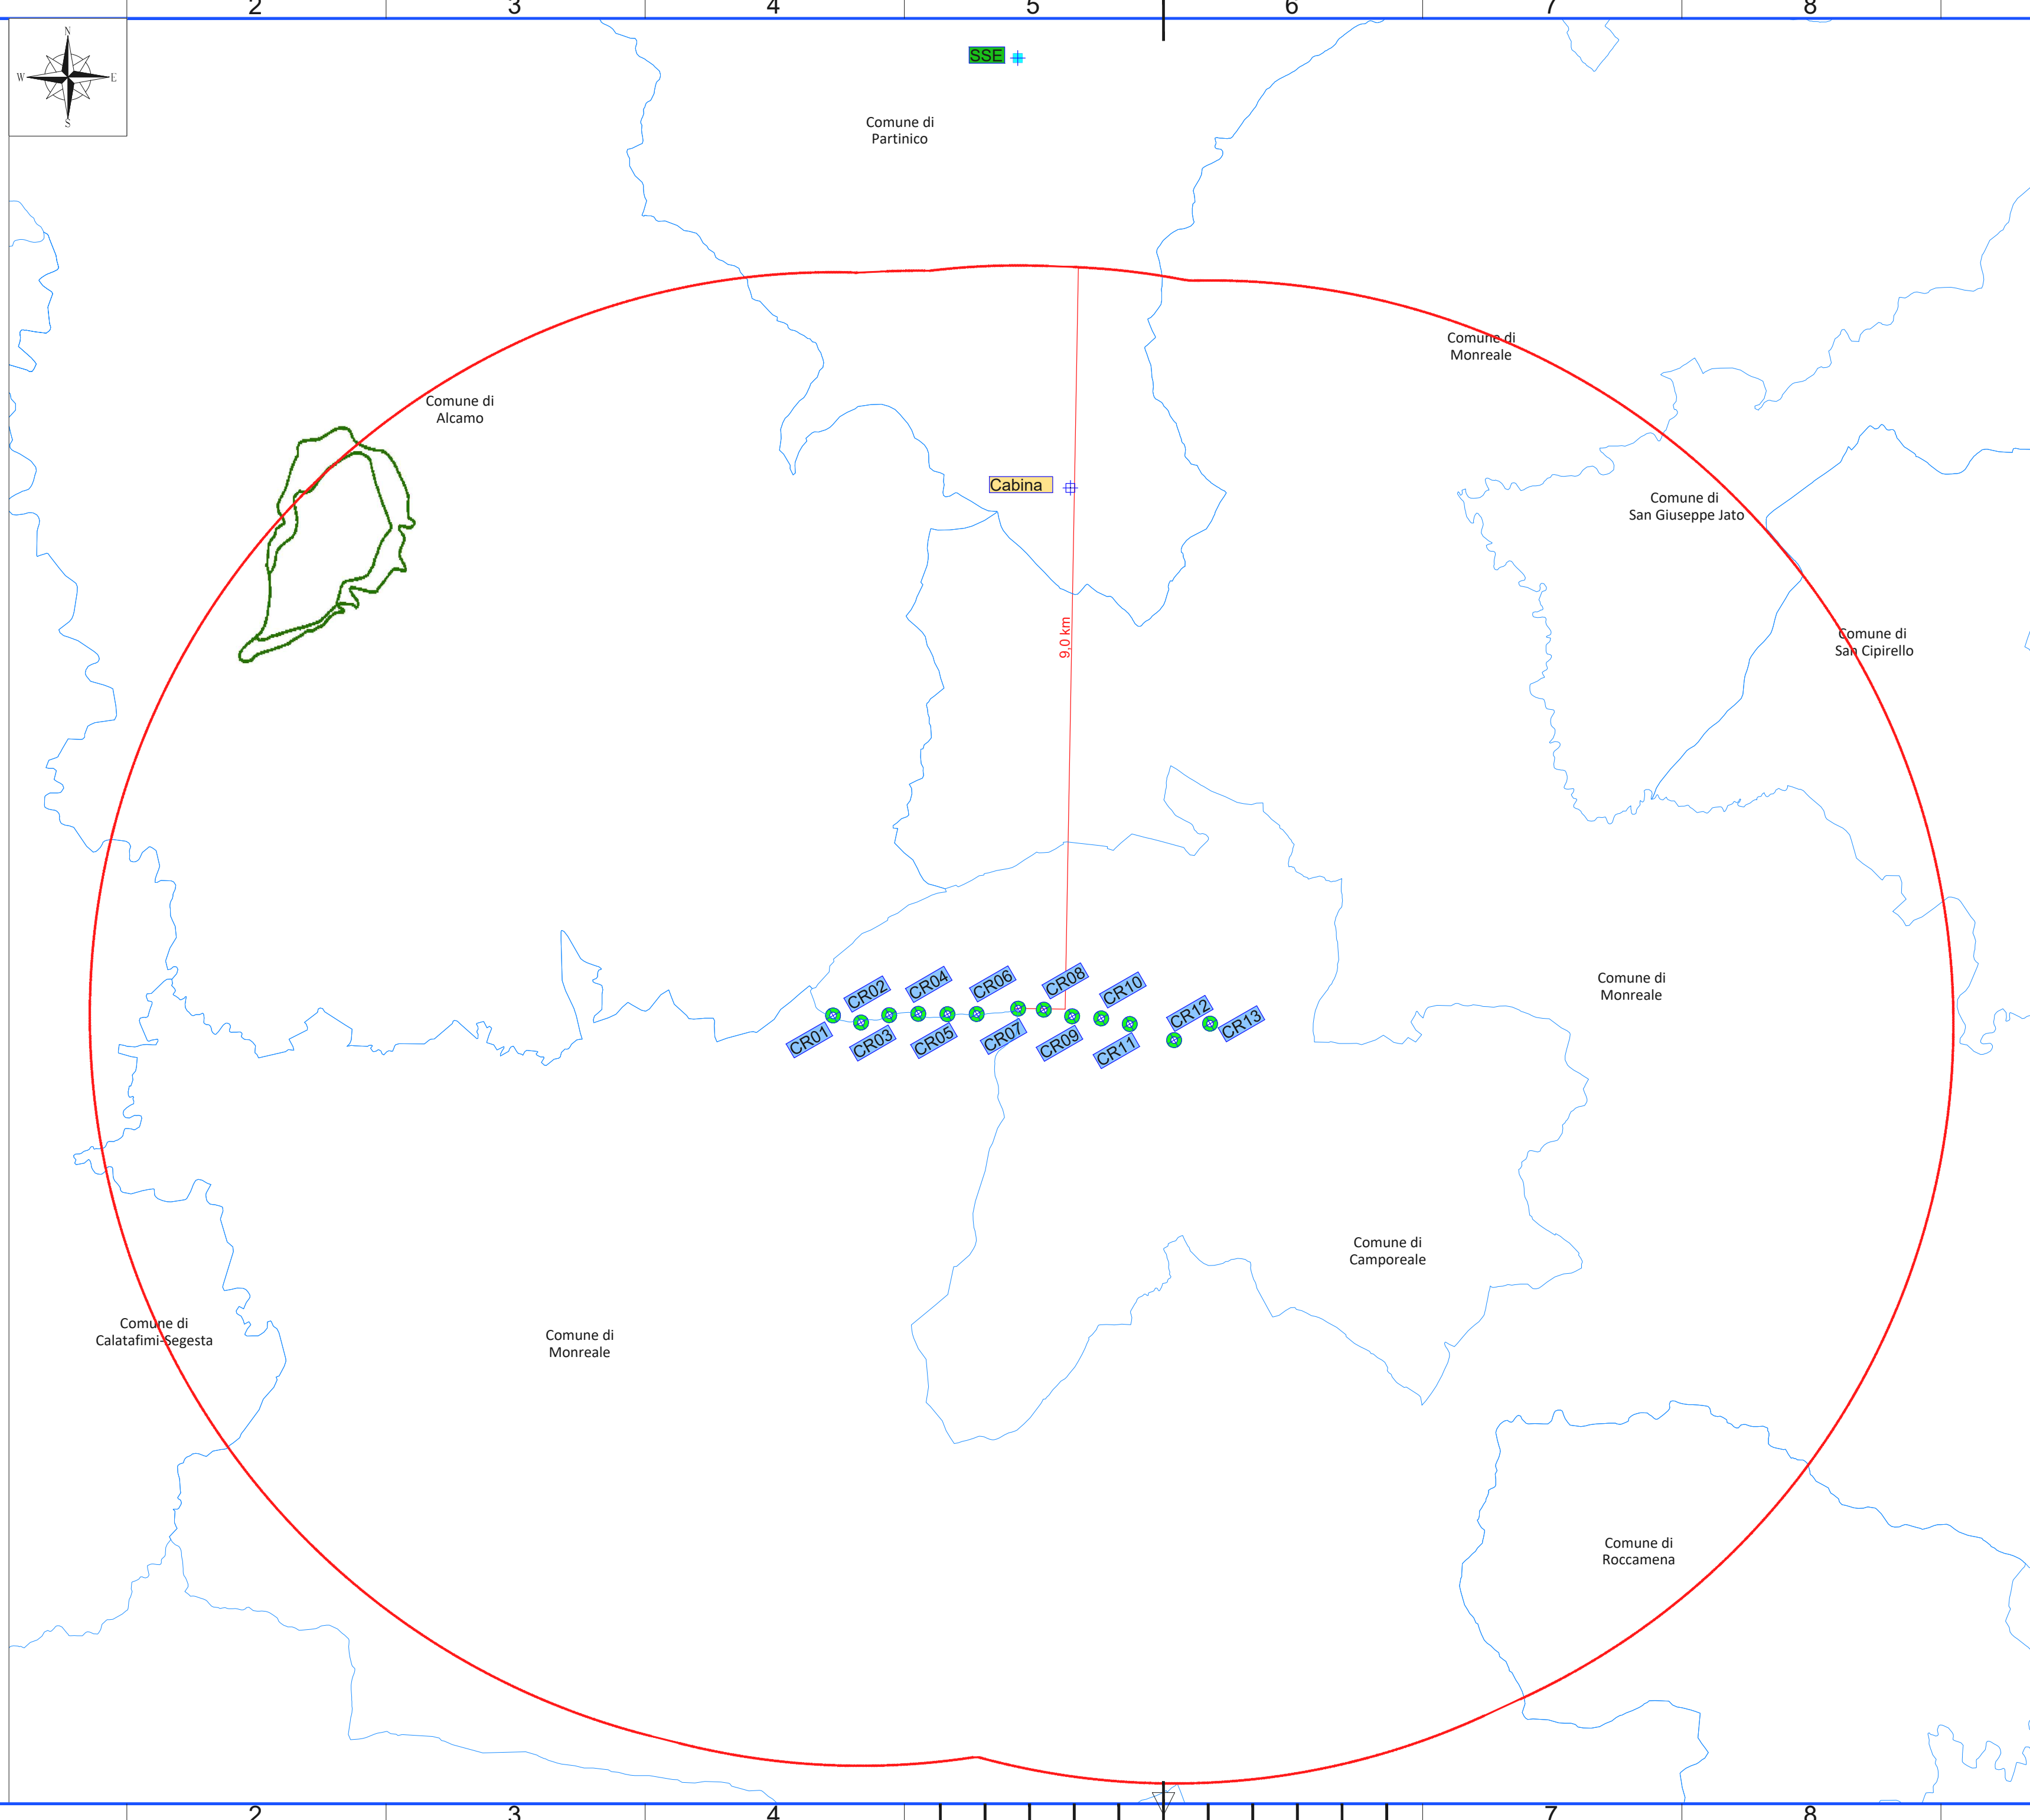 2 3 4 5 6 7 8
N
W E
S
SSE
Comune di
Partinico
Comune di
Monreale
Comune di
Alcamo
Cabina
Comune di
San Giuseppe Jato
9,0 km
Comune di
San Cipirello
CR02 CR04 CR06 CR08 CR10 CR12
CR01 CR03 CR05 CR07 CR09 CR11 CR13
Comune di
Monreale
Comune di
Camporeale
Comune di
Calatafimi-Segesta
Comune di
Monreale
Comune di
Roccamena
2 3 4 7 8